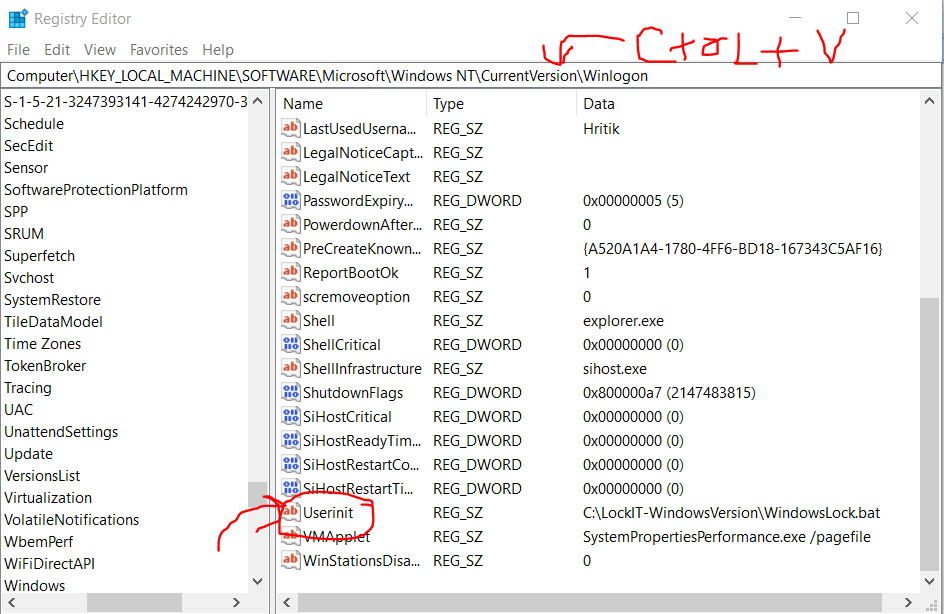 Registry Editor
File Edit View Favorites Help
Ctrl + V
Computer\HKEY_LOCAL_MACHINE\SOFTWARE\Microsoft\Windows NT\CurrentVersion\Winlogon
S-1-5-21-3247393141-4274242970-3
Schedule
SecEdit
Sensor
SoftwareProtectionPlatform
SPP
SRUM
Superfetch
Svchost
SystemRestore
TileDataModel
Time Zones
TokenBroker
Tracing
UAC
UnattendSettings
Update
VersionsList
Virtualization
VolatileNotifications
WbemPerf
WiFiDirectAPI
Windows
Name Type Data
LastUsedUserna... REG_SZ Hritik
LegalNoticeCapt... REG_SZ
LegalNoticeText REG_SZ
PasswordExpiry... REG_DWORD 0x00000005 (5)
PowerdownAfter... REG_SZ 0
PreCreateKnown... REG_SZ {A520A1A4-1780-4FF6-BD18-167343C5AF16}
ReportBootOk REG_SZ 1
scremoveoption REG_SZ 0
Shell REG_SZ explorer.exe
ShellCritical REG_DWORD 0x00000000 (0)
ShellInfrastructure REG_SZ sihost.exe
ShutdownFlags REG_DWORD 0x800000a7 (2147483815)
SiHostCritical REG_DWORD 0x00000000 (0)
SiHostReadyTim... REG_DWORD 0x00000000 (0)
SiHostRestartCo... REG_DWORD 0x00000000 (0)
SiHostRestartTi... REG_DWORD 0x00000000 (0)
Userinit REG_SZ C:\LockIT-WindowsVersion\WindowsLock.bat
VMApplet REG_SZ SystemPropertiesPerformance.exe /pagefile
WinStationsDisa... REG_SZ 0